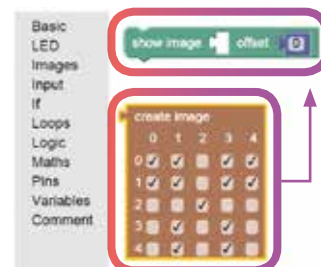 Basic
LED
Images
Input
If
Loops
Logic
Maths
Pins
Variables
Comment
show image offset 0
create image
0 1 2 3 4
0
1
2
3
4